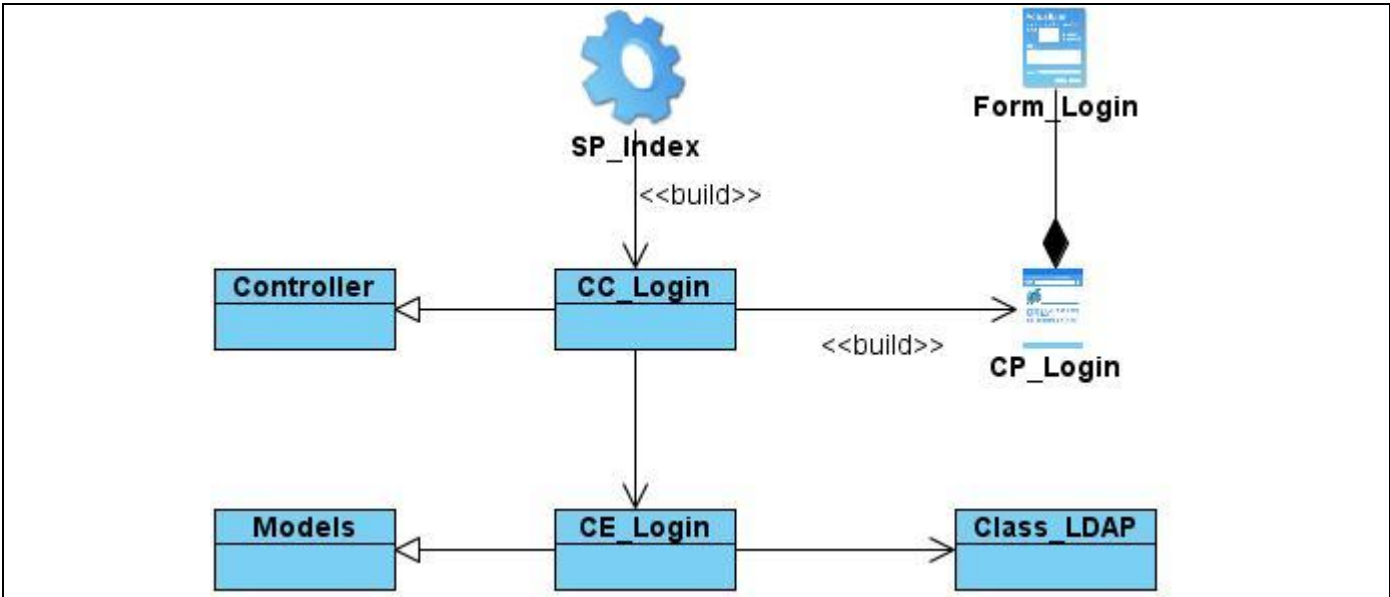 Form_Login
SP_Index
<<build>>
Controller
CC_Login
<<build>>
CP_Login
Models
CE_Login
Class_LDAP